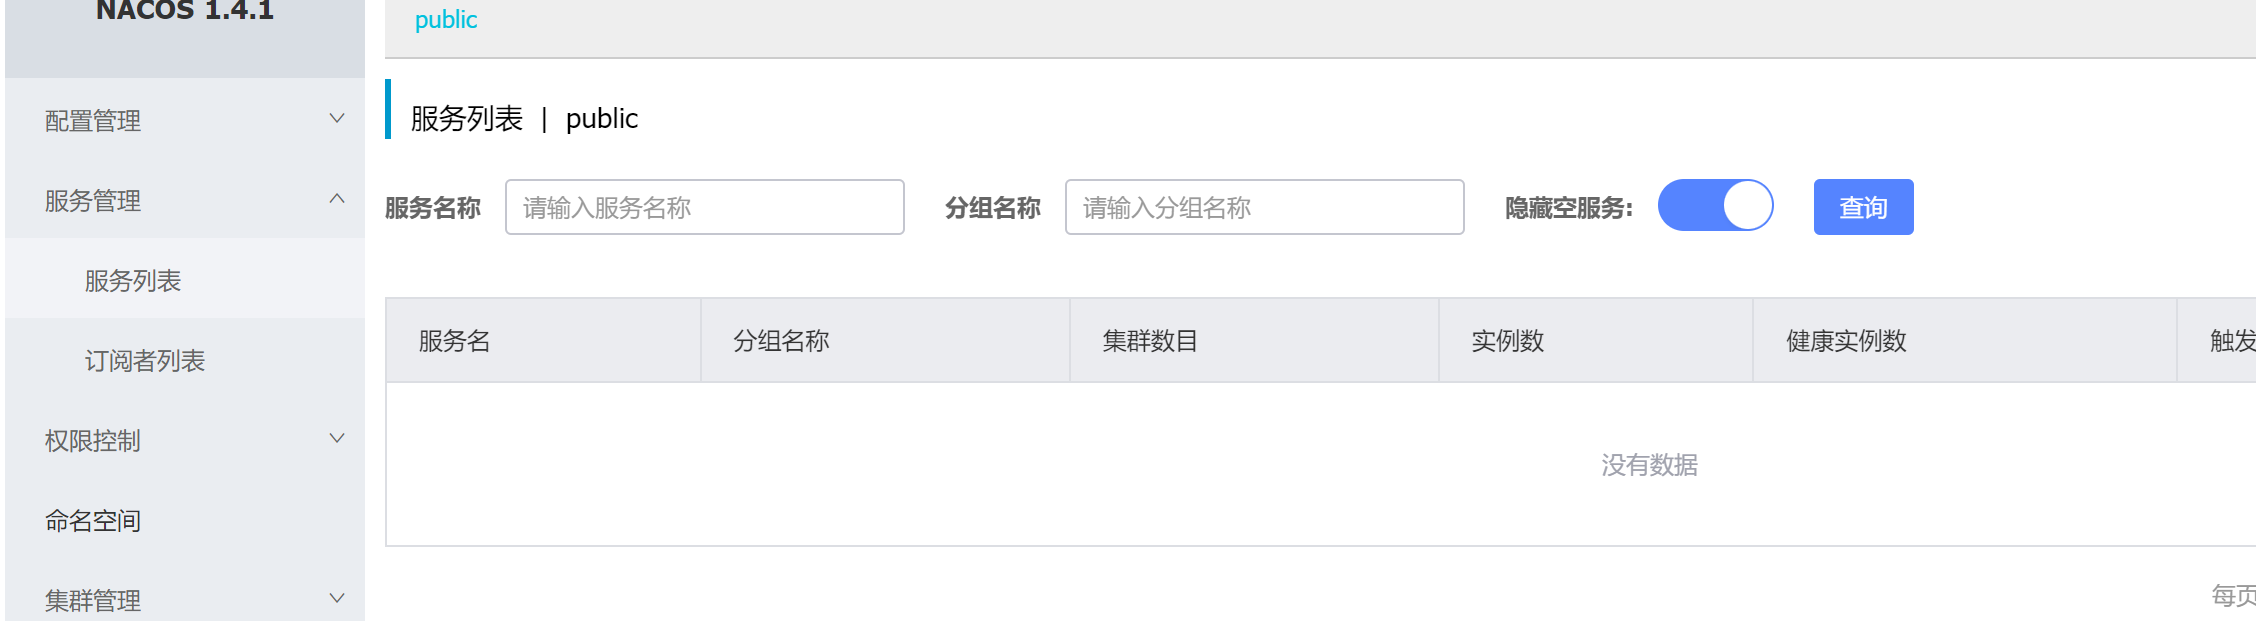 NACOS 1.4.1
public
配置管理
服务管理
服务列表
订阅者列表
权限控制
命名空间
集群管理
服务列表 | public
服务名称 请输入服务名称 分组名称 请输入分组名称 隐藏空服务: 查询
服务名 分组名称 集群数目 实例数 健康实例数 触发
没有数据
每页